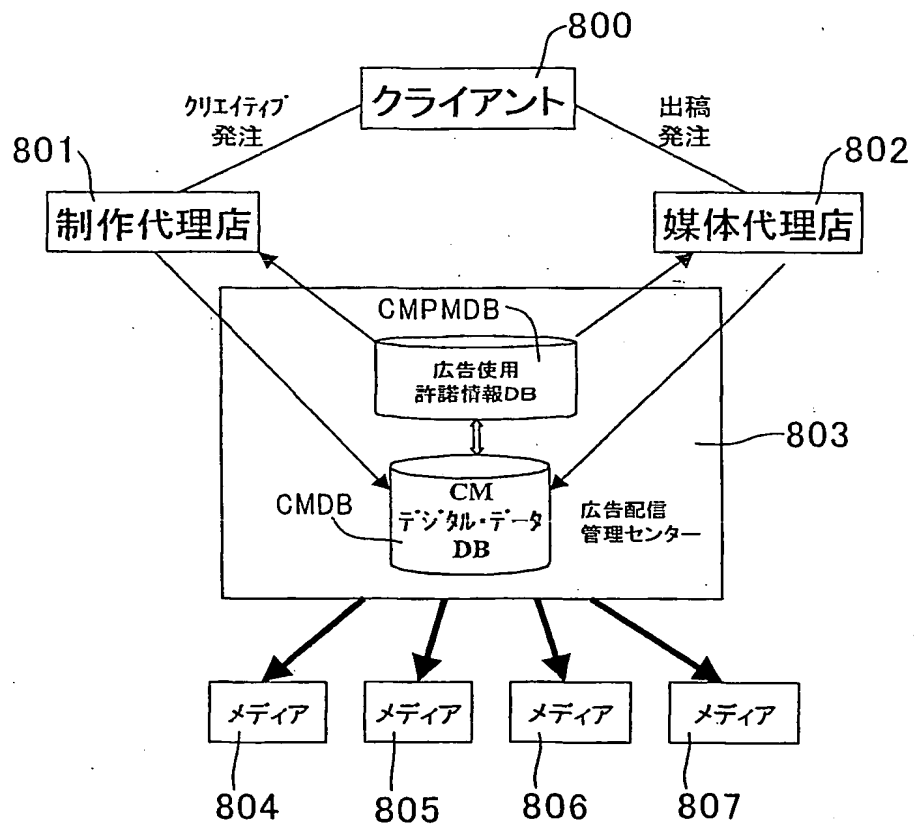 800
クライアント
クリエイティブ
発注
出稿
発注
801
802
制作代理店
媒体代理店
CMPMDB
広告使用
許諾情報DB
803
CMDB
CM
デジタル・データ
DB
広告配信
管理センター
メディア
メディア
メディア
メディア
804
805
806
807